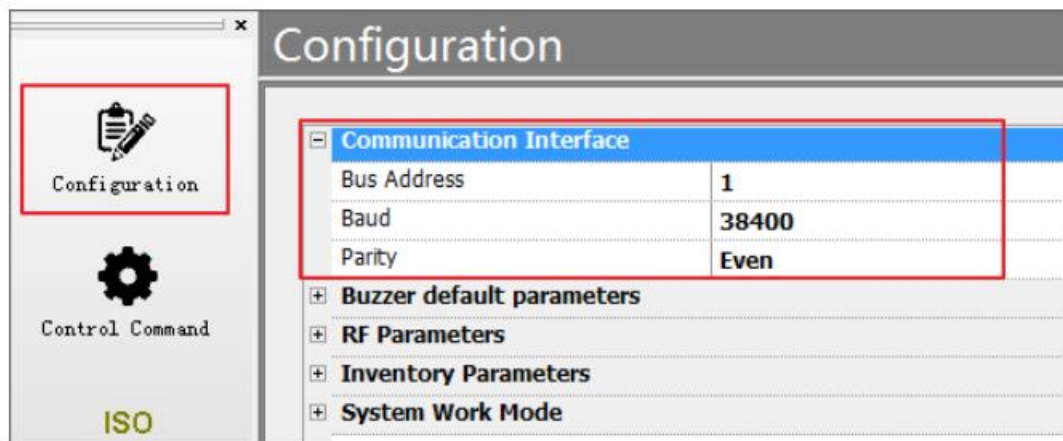 Configuration
Configuration
Control Command
ISO
Communication Interface
Bus Address 1
Baud 38400
Parity Even
Buzzer default parameters
RF Parameters
Inventory Parameters
System Work Mode